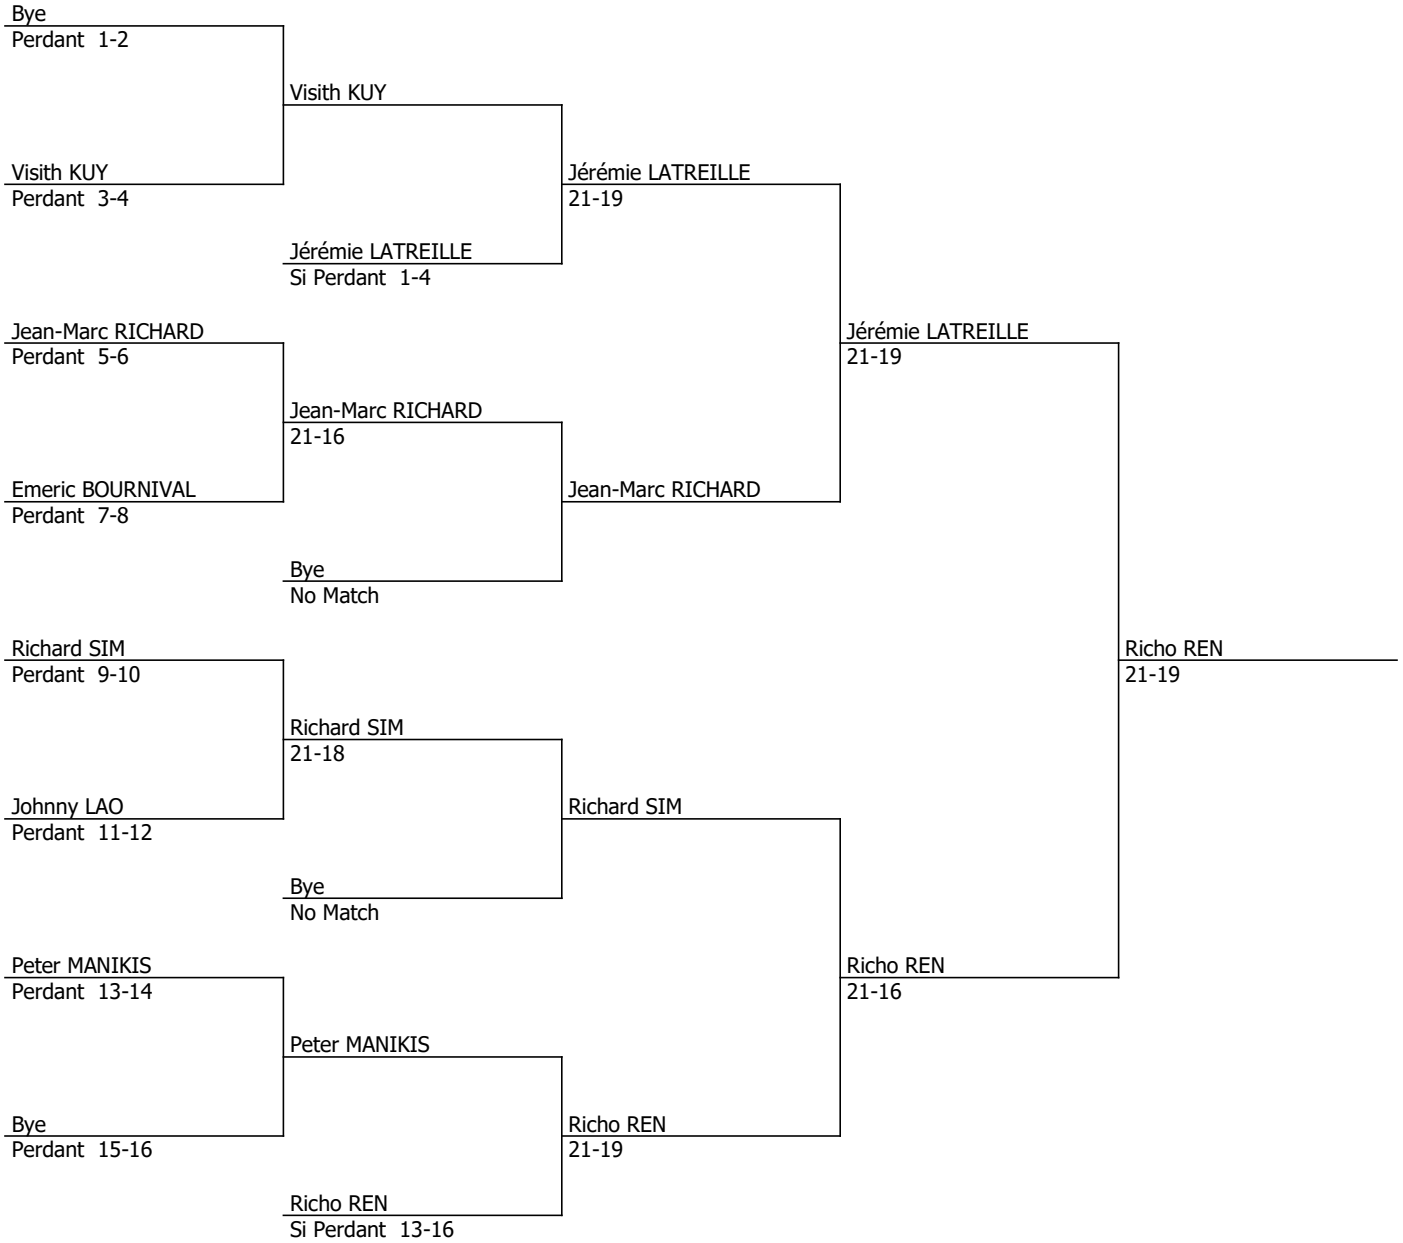 Bye
Perdant 1-2
Visith KUY
Visith KUY
Perdant 3-4
Jérémie LATREILLE
21-19
Jérémie LATREILLE
Si Perdant 1-4
Jean-Marc RICHARD
Perdant 5-6
Jérémie LATREILLE
21-19
Jean-Marc RICHARD
21-16
Emeric BOURNIVAL
Perdant 7-8
Jean-Marc RICHARD
Bye
No Match
Richard SIM
Perdant 9-10
Richo REN
21-19
Richard SIM
21-18
Johnny LAO
Perdant 11-12
Richard SIM
Bye
No Match
Peter MANIKIS
Perdant 13-14
Richo REN
21-16
Peter MANIKIS
Bye
Perdant 15-16
Richo REN
21-19
Richo REN
Si Perdant 13-16